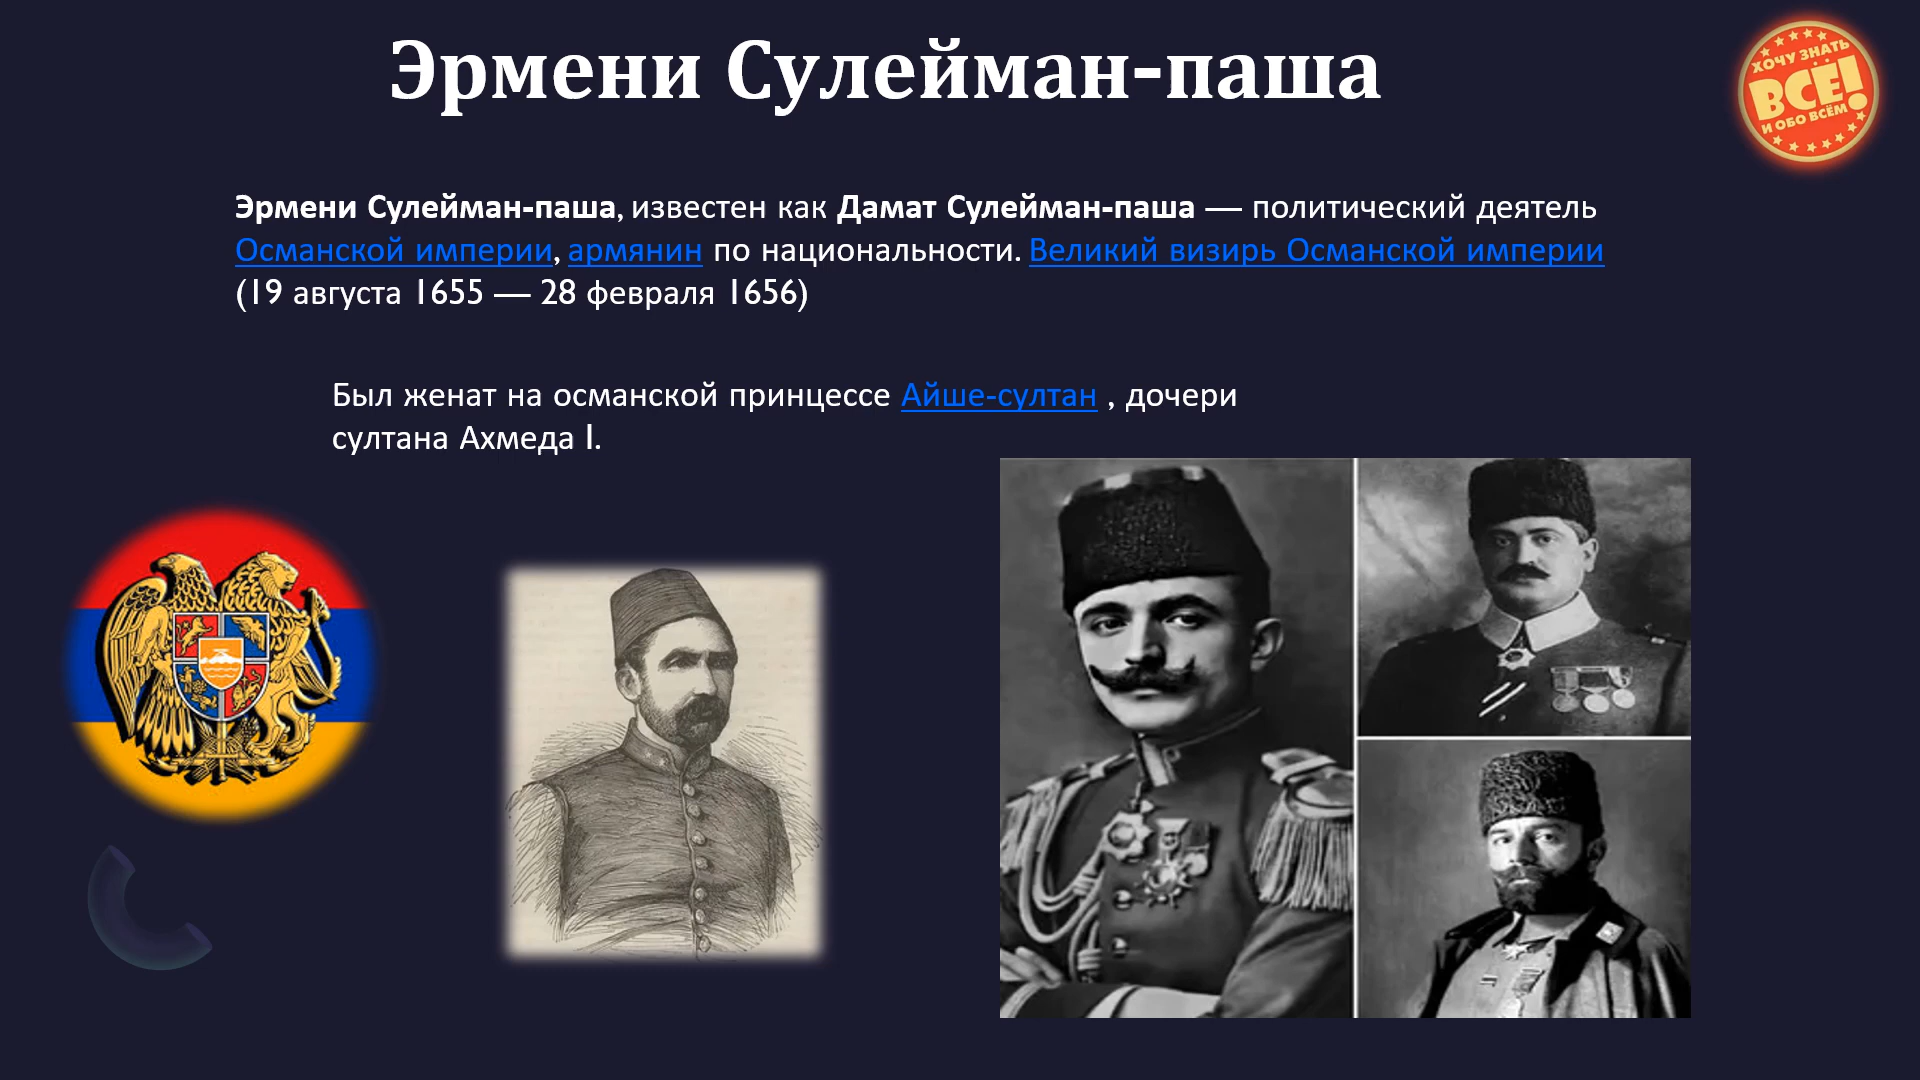 Эрмени Сулейман-паша
ХОЧУ ЗНАТЬ
ВСЁ!
И ОБО ВСЁМ
Эрмени Сулейман-паша, известен как Дамат Сулейман-паша — политический деятель
Османской империи, армянин по национальности. Великий визирь Османской империи
(19 августа 1655 — 28 февраля 1656)
Был женат на османской принцессе Айше-султан , дочери
султана Ахмеда I.